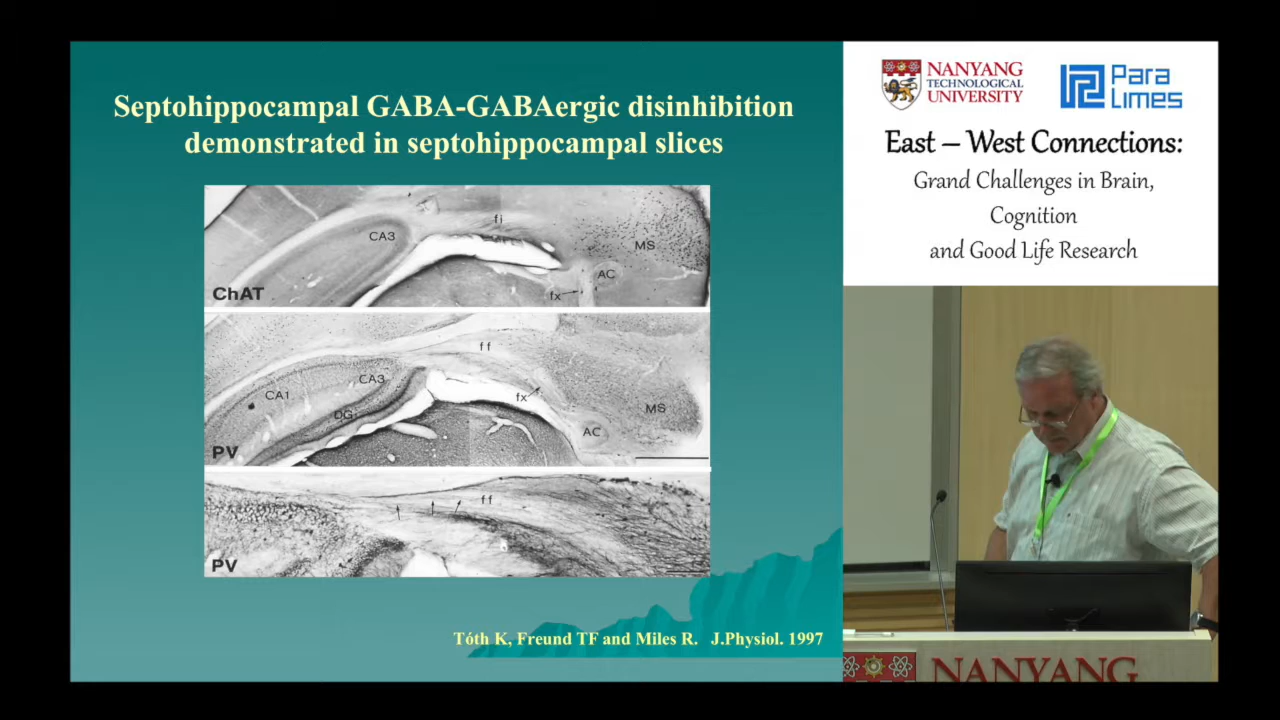 Septohippocampal GABA-GABAergic disinhibition
demonstrated in septohippocampal slices
fi
CA3
MS
AC
ChAT
fx
ff
CA3
CA1
fx
MS
DG
AC
PV
ff
PV
Tóth K, Freund TF and Miles R. J.Physiol. 1997
NANYANG
TECHNOLOGICAL
UNIVERSITY
Para
Limes
East – West Connections:
Grand Challenges in Brain,
Cognition
and Good Life Research
NANYANG